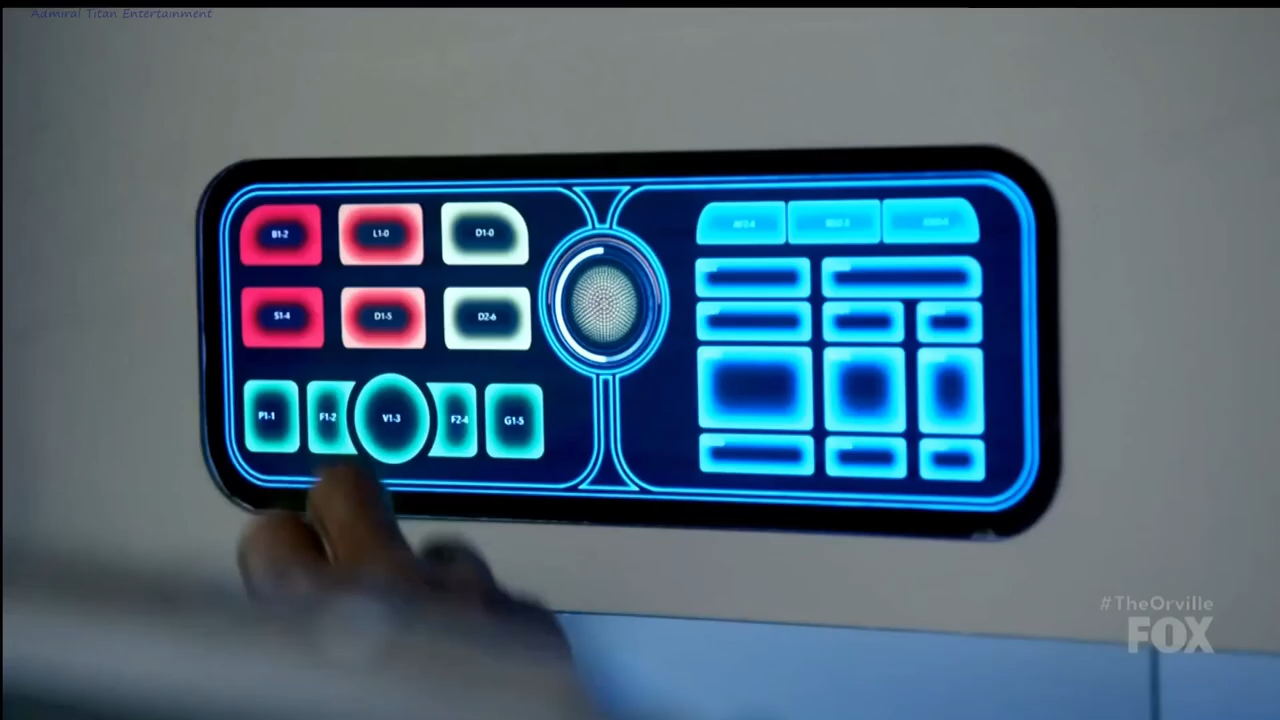 Admiral Titan Entertainment
B1-2 L1-0 D1-0
S1-4 D1-5 D2-6
P1-1 F1-2 V1-3 F2-4 G1-5
#TheOrville
FOX